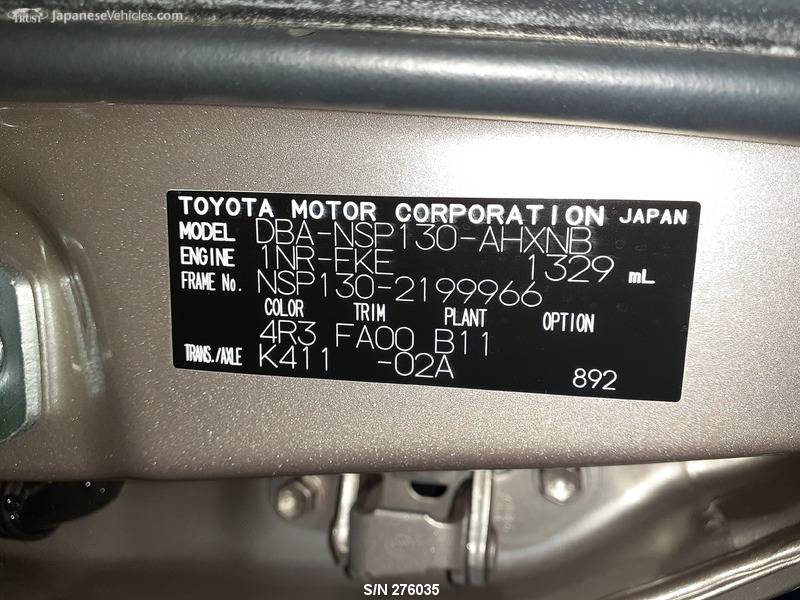 TRUST JapaneseVehicles.com
TOYOTA MOTOR CORPORATION JAPAN
MODEL DBA-NSP130-AHXNB
ENGINE 1NR-FKE 1329 mL
FRAME No. NSP130-2199966
COLOR TRIM PLANT OPTION
4R3 FA00 B11
TRANS./AXLE K411 -02A
892
S/N 276035